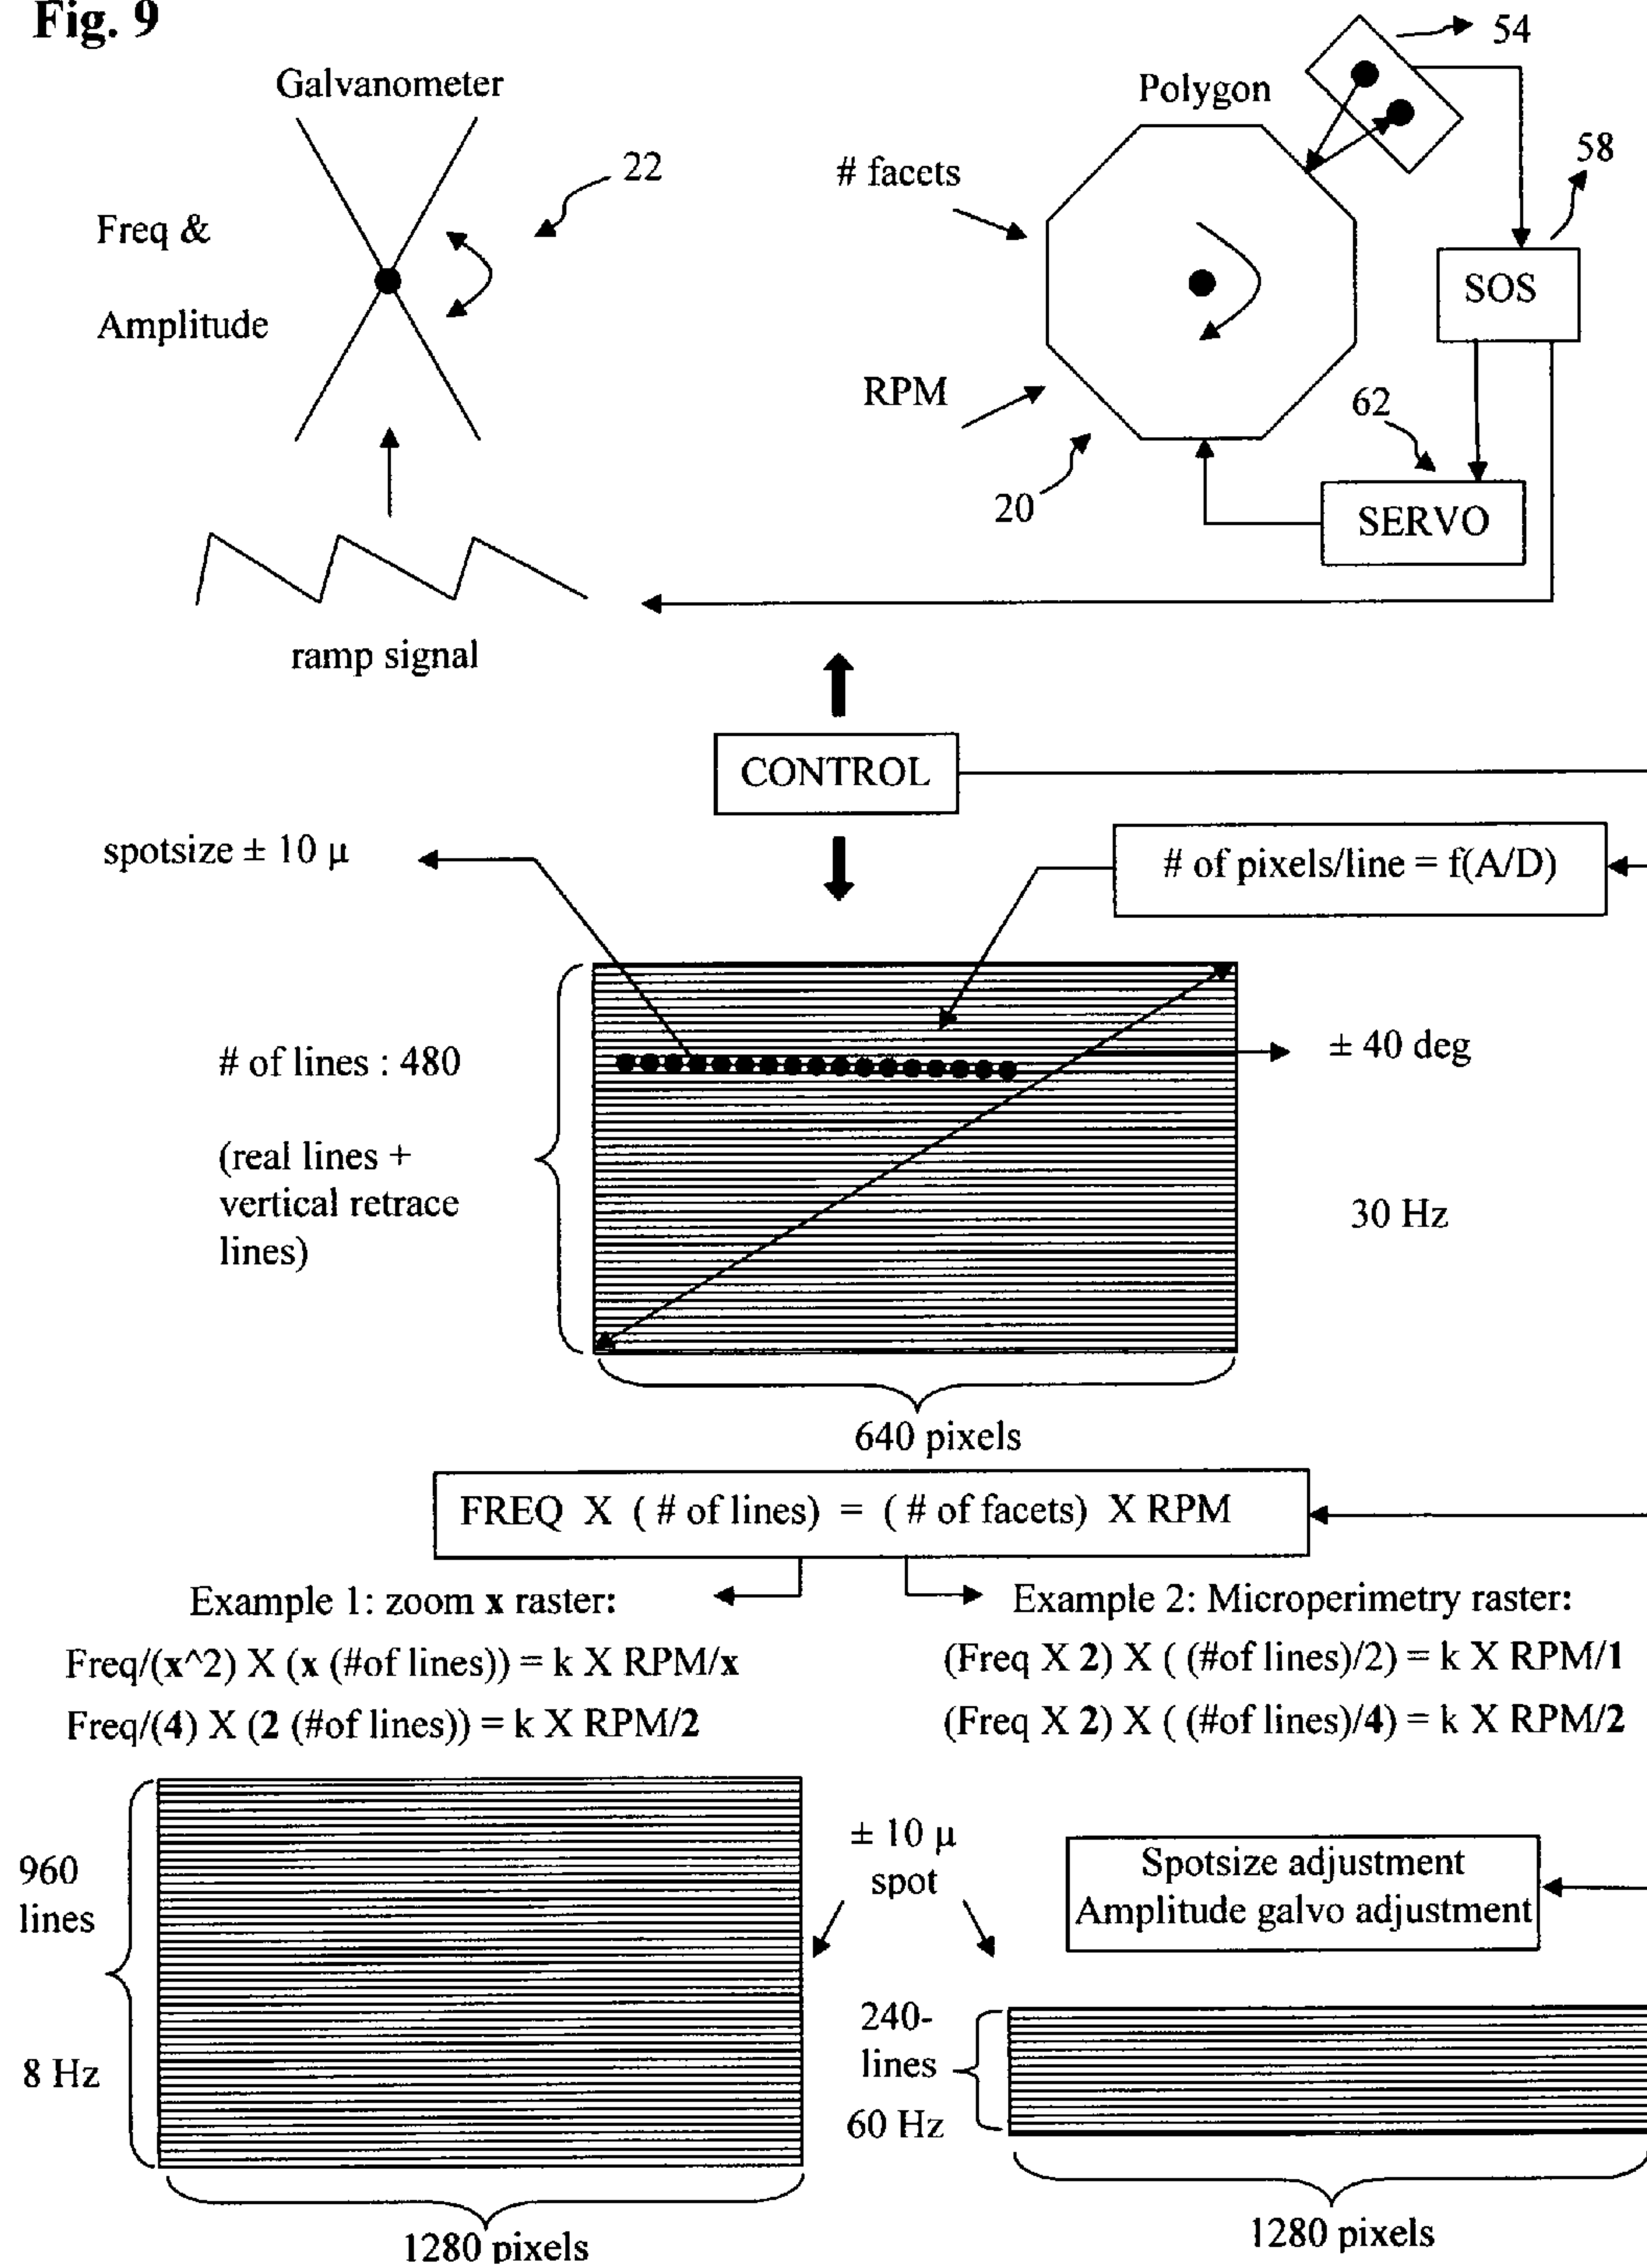 Fig. 9
Galvanometer
22
Freq &
Amplitude
ramp signal
54
Polygon
# facets
58
SOS
RPM
62
20
SERVO
CONTROL
spotsize ± 10 µ
# of pixels/line = f(A/D)
# of lines : 480
± 40 deg
(real lines +
vertical retrace
lines)
30 Hz
640 pixels
FREQ X ( # of lines) = ( # of facets) X RPM
Example 1: zoom x raster:
Freq/(x^2) X (x (#of lines)) = k X RPM/x
Freq/(4) X (2 (#of lines)) = k X RPM/2
Example 2: Microperimetry raster:
(Freq X 2) X ( (#of lines)/2) = k X RPM/1
(Freq X 2) X ( (#of lines)/4) = k X RPM/2
960
lines
8 Hz
1280 pixels
± 10 µ
spot
Spotsize adjustment
Amplitude galvo adjustment
240-
lines
60 Hz
1280 pixels